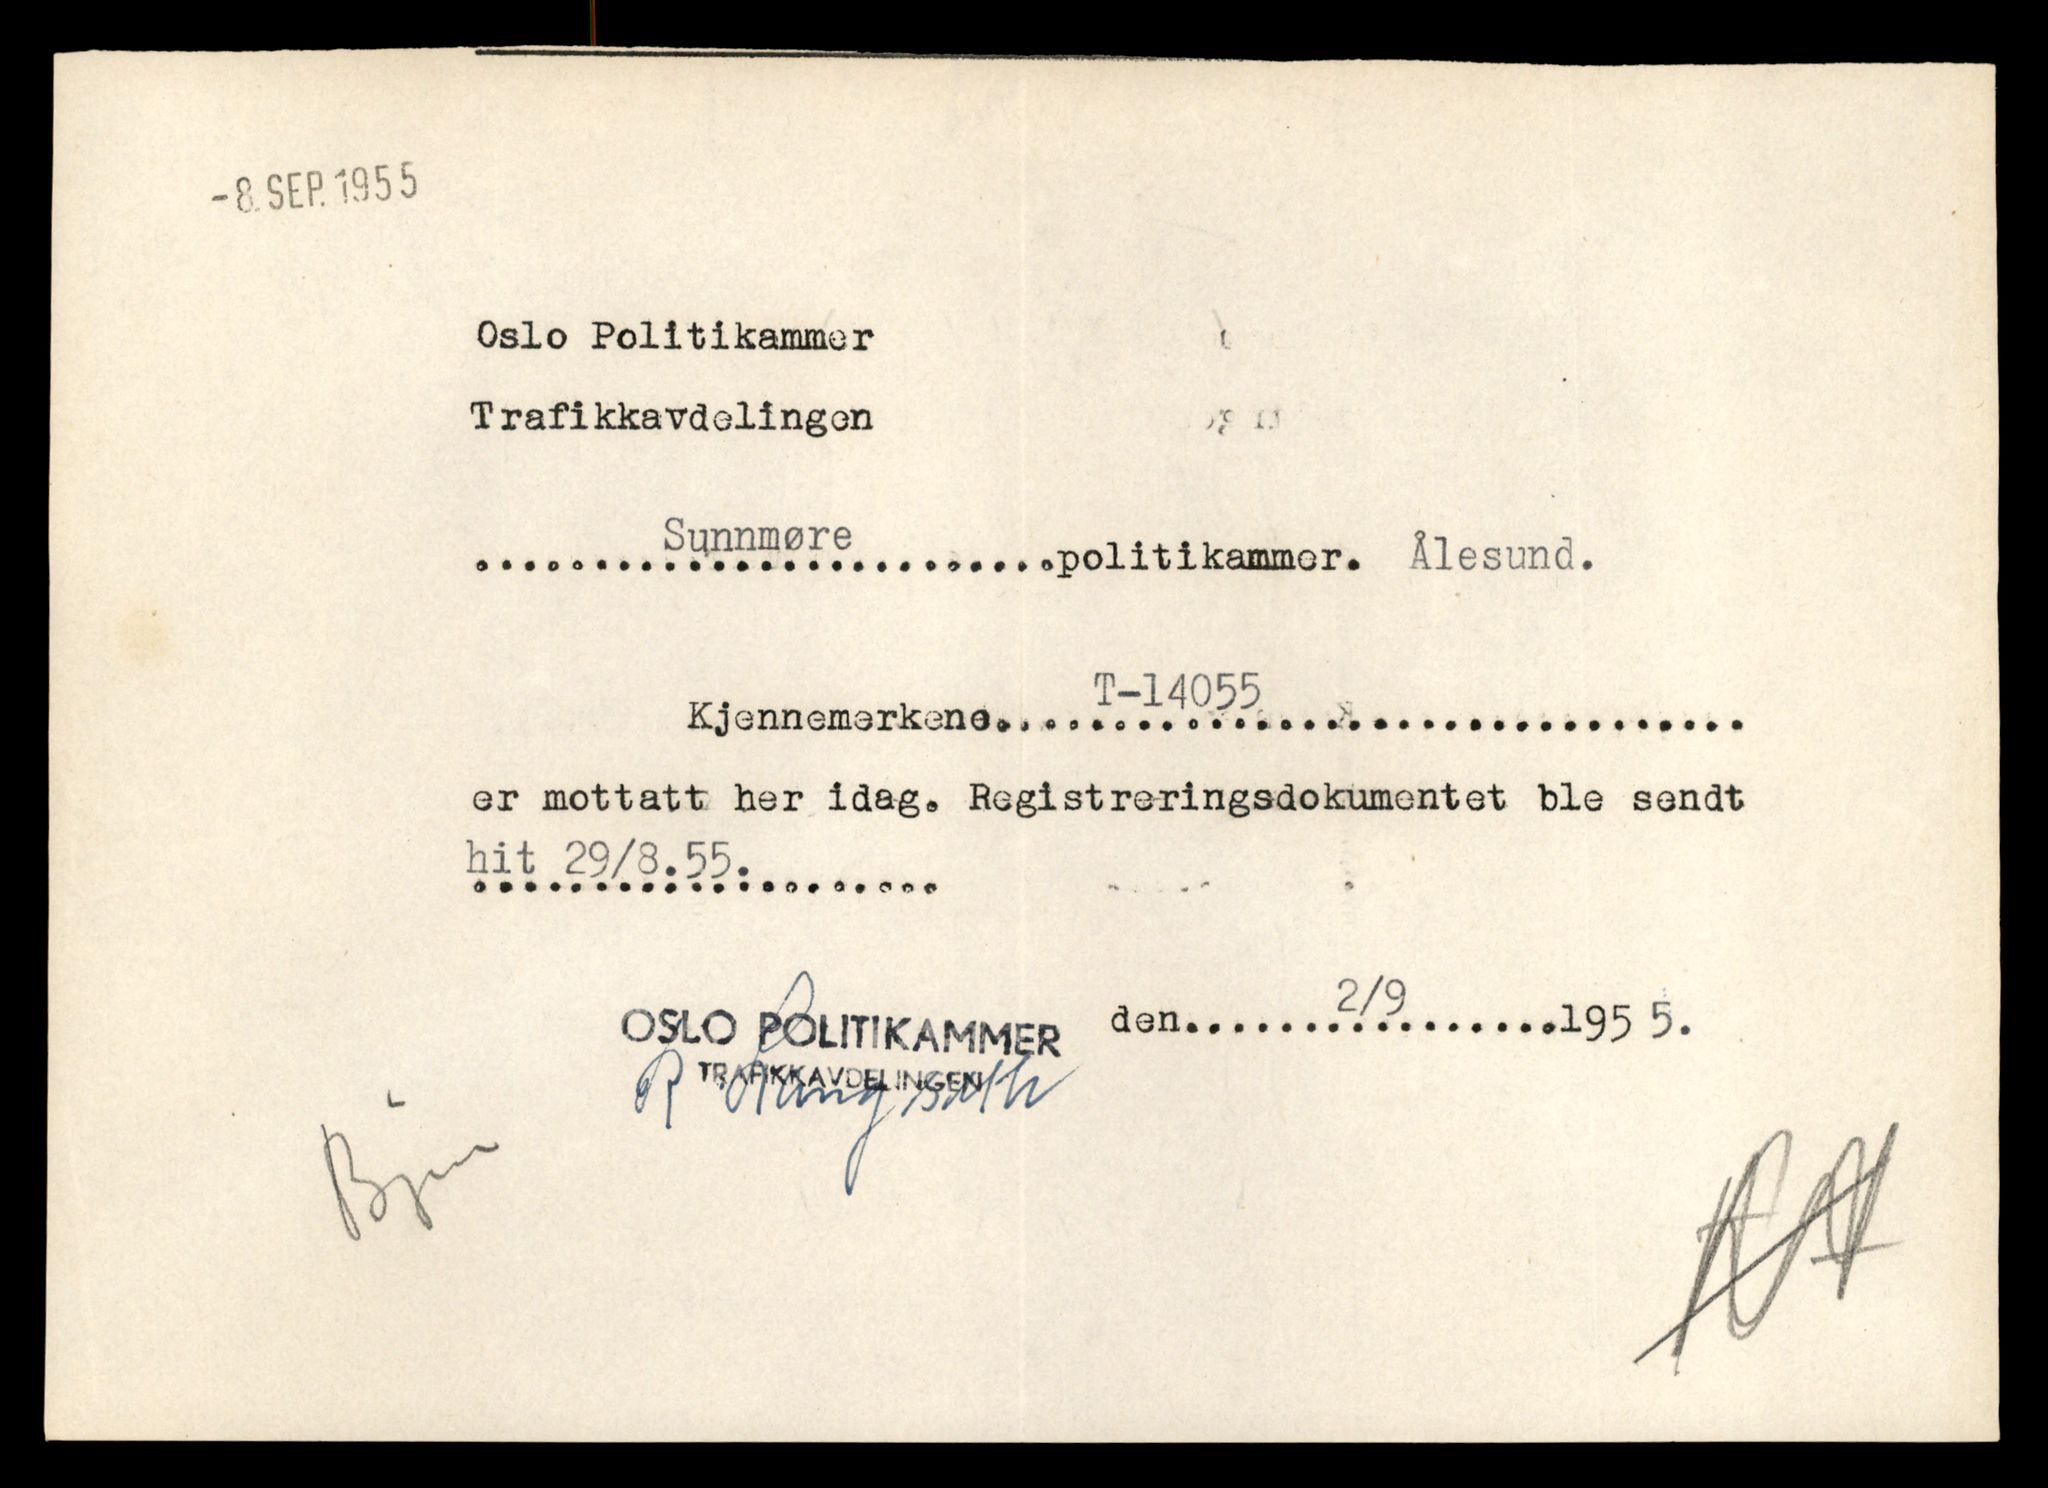 -8. SEP. 1955
Oslo Politikammer
Trafikkavdelingen
Sunnmøre
..........................politikammer. Ålesund.
T-14055
Kjennemerkene................................
er mottatt her idag. Registreringsdokumentet ble sendt
hit 29/8.55.
....................
den................1955.
2/9
OSLO POLITIKAMMER
TRAFIKKAVDELINGEN